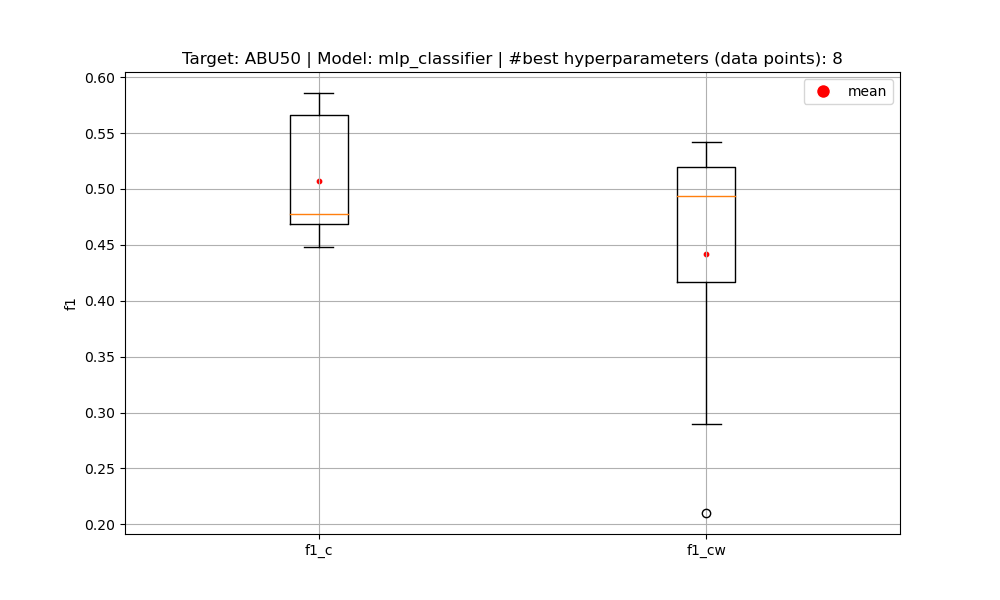 Target: ABU50 | Model: mlp_classifier | #best hyperparameters (data points): 8
mean
f1
0.60
0.55
0.50
0.45
0.40
0.35
0.30
0.25
0.20
f1_c
f1_cw